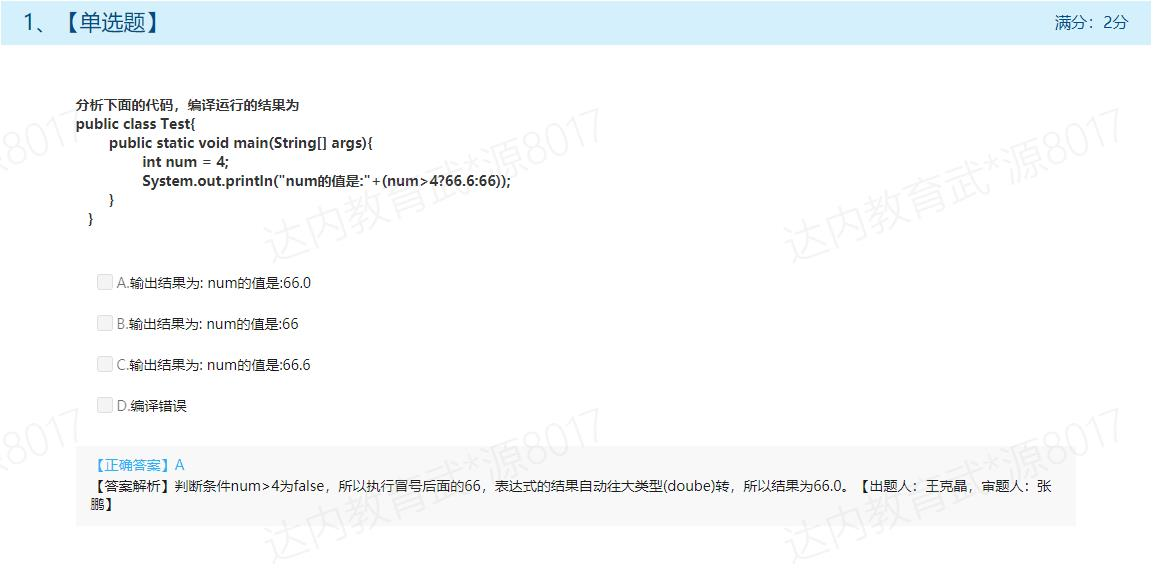 1、【单选题】 满分：2分
分析下面的代码，编译运行的结果为
public class Test{
public static void main(String[] args){
int num = 4;
System.out.println("num的值是:"+(num>4?66.6:66));
}
}
A.输出结果为: num的值是:66.0
B.输出结果为: num的值是:66
C.输出结果为: num的值是:66.6
D.编译错误
【正确答案】A
【答案解析】判断条件num>4为false，所以执行冒号后面的66，表达式的结果自动往大类型(doube)转，所以结果为66.0。【出题人：王克晶，审题人：张
鹏】
源8017
达内教育武*源8017
达内教育武*源8017
源8017
达内教育武*源8017
达内教育武*源8017